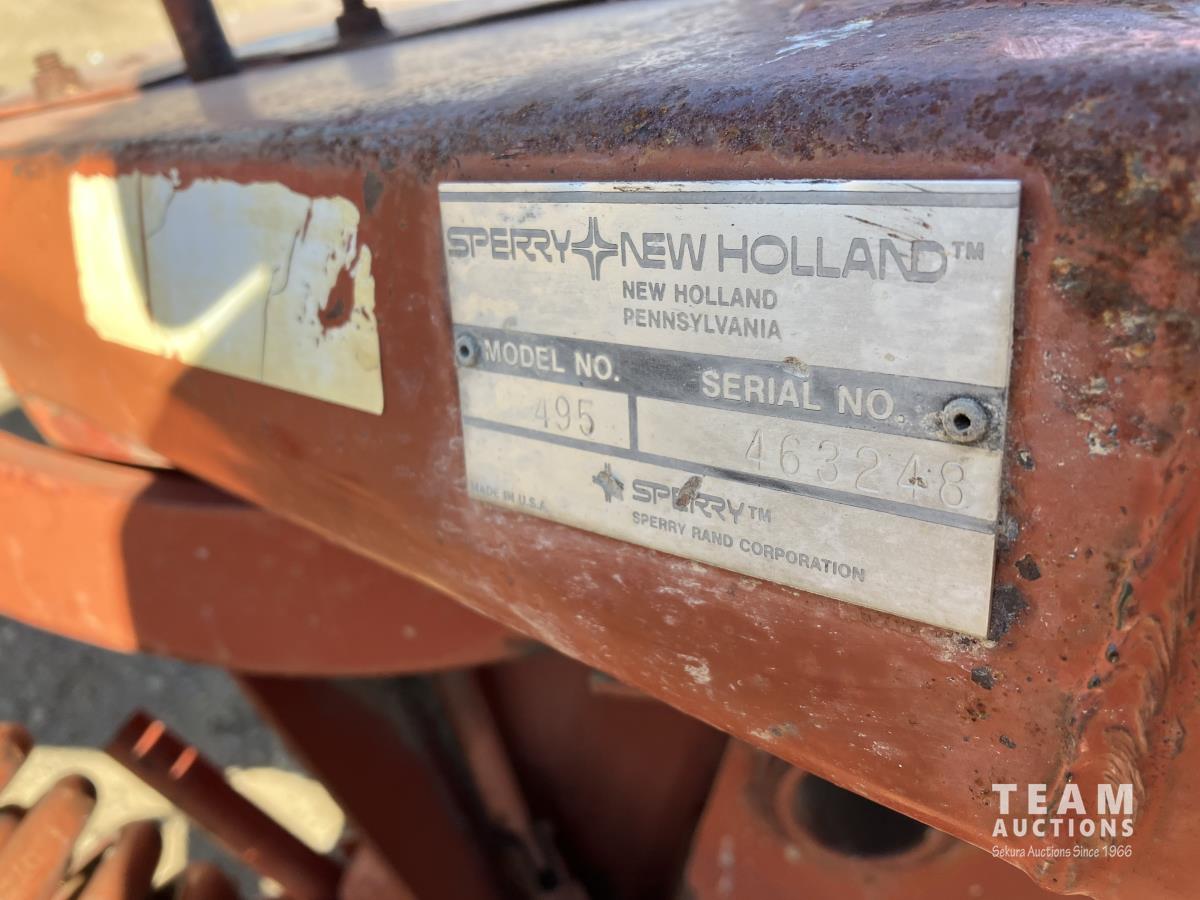 SPERRY NEW HOLLAND™
NEW HOLLAND
PENNSYLVANIA
MODEL NO. SERIAL NO.
495 463248
MADE IN U.S.A.
SPERRY™
SPERRY RAND CORPORATION
TEAM
AUCTIONS
Sekura Auctions Since 1966